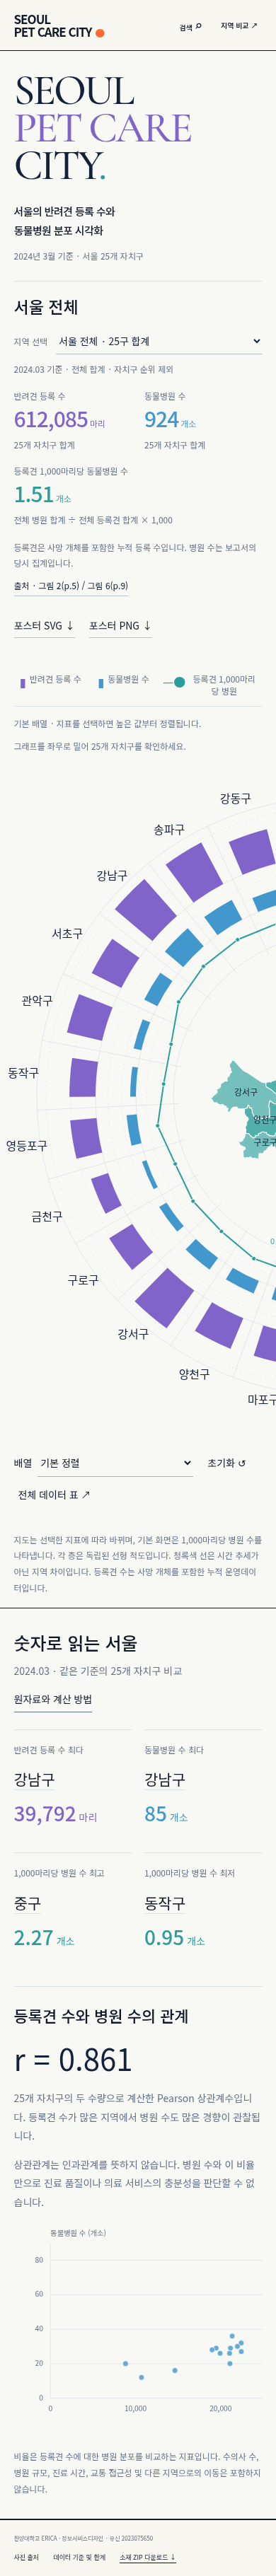 SEOUL
PET CARE CITY
검색
지역 비교 ↗
SEOUL
PET CARE
CITY.
서울의 반려견 등록 수와
동물병원 분포 시각화
2024년 3월 기준 · 서울 25개 자치구
서울 전체
지역 선택
서울 전체 · 25구 합계
2024.03 기준 · 전체 합계 · 자치구 순위 제외
반려견 등록 수
동물병원 수
612,085 마리
924 개소
25개 자치구 합계
25개 자치구 합계
등록견 1,000마리당 동물병원 수
1.51 개소
전체 병원 합계 ÷ 전체 등록견 합계 × 1,000
등록견은 사망 개체를 포함한 누적 등록 수입니다. 병원 수는 보고서의
당시 집계입니다.
출처 · 그림 2(p.5) / 그림 6(p.9)
포스터 SVG ↓
포스터 PNG ↓
반려견 등록 수
동물병원 수
등록견 1,000마리
당 병원
기본 배열 · 지표를 선택하면 높은 값부터 정렬됩니다.
그래프를 좌우로 밀어 25개 자치구를 확인하세요.
강동구
송파구
강남구
서초구
관악구
동작구
영등포구
금천구
구로구
강서구
양천구
마포구
강서구
양천구
구로구
0
배열
기본 정렬
초기화 ↺
전체 데이터 표 ↗
지도는 선택한 지표에 따라 바뀌며, 기본 화면은 1,000마리당 병원 수를
나타냅니다. 각 층은 독립된 선형 척도입니다. 청록색 선은 시간 추세가
아닌 지역 차이입니다. 등록견 수는 사망 개체를 포함한 누적 운영데이
터입니다.
숫자로 읽는 서울
2024.03 · 같은 기준의 25개 자치구 비교
원자료와 계산 방법
반려견 등록 수 최다
동물병원 수 최다
강남구
강남구
39,792 마리
85 개소
1,000마리당 병원 수 최고
1,000마리당 병원 수 최저
중구
동작구
2.27 개소
0.95 개소
등록견 수와 병원 수의 관계
r = 0.861
25개 자치구의 두 수량으로 계산한 Pearson 상관계수입니
다. 등록견 수가 많은 지역에서 병원 수도 많은 경향이 관찰됩
니다.
상관관계는 인과관계를 뜻하지 않습니다. 병원 수와 이 비율
만으로 진료 품질이나 의료 서비스의 충분성을 판단할 수 없
습니다.
동물병원 수 (개소)
80
60
40
20
0
0
10,000
20,000
비율은 등록견 수에 대한 병원 분포를 비교하는 지표입니다. 수의사 수,
병원 규모, 진료 시간, 교통 접근성 및 다른 지역으로의 이동은 포함하지
않습니다.
한양대학교 ERICA · 정보서비스디자인 · 유신 2023075650
사진 출처
데이터 기준 및 한계
소재 ZIP 다운로드 ↓